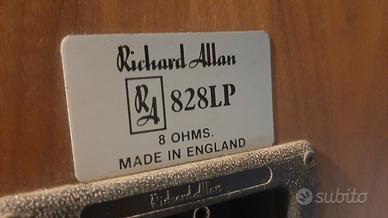 Richard Allan
RA 828LP
8 OHMS.
MADE IN ENGLAND
Richard Allan
subito